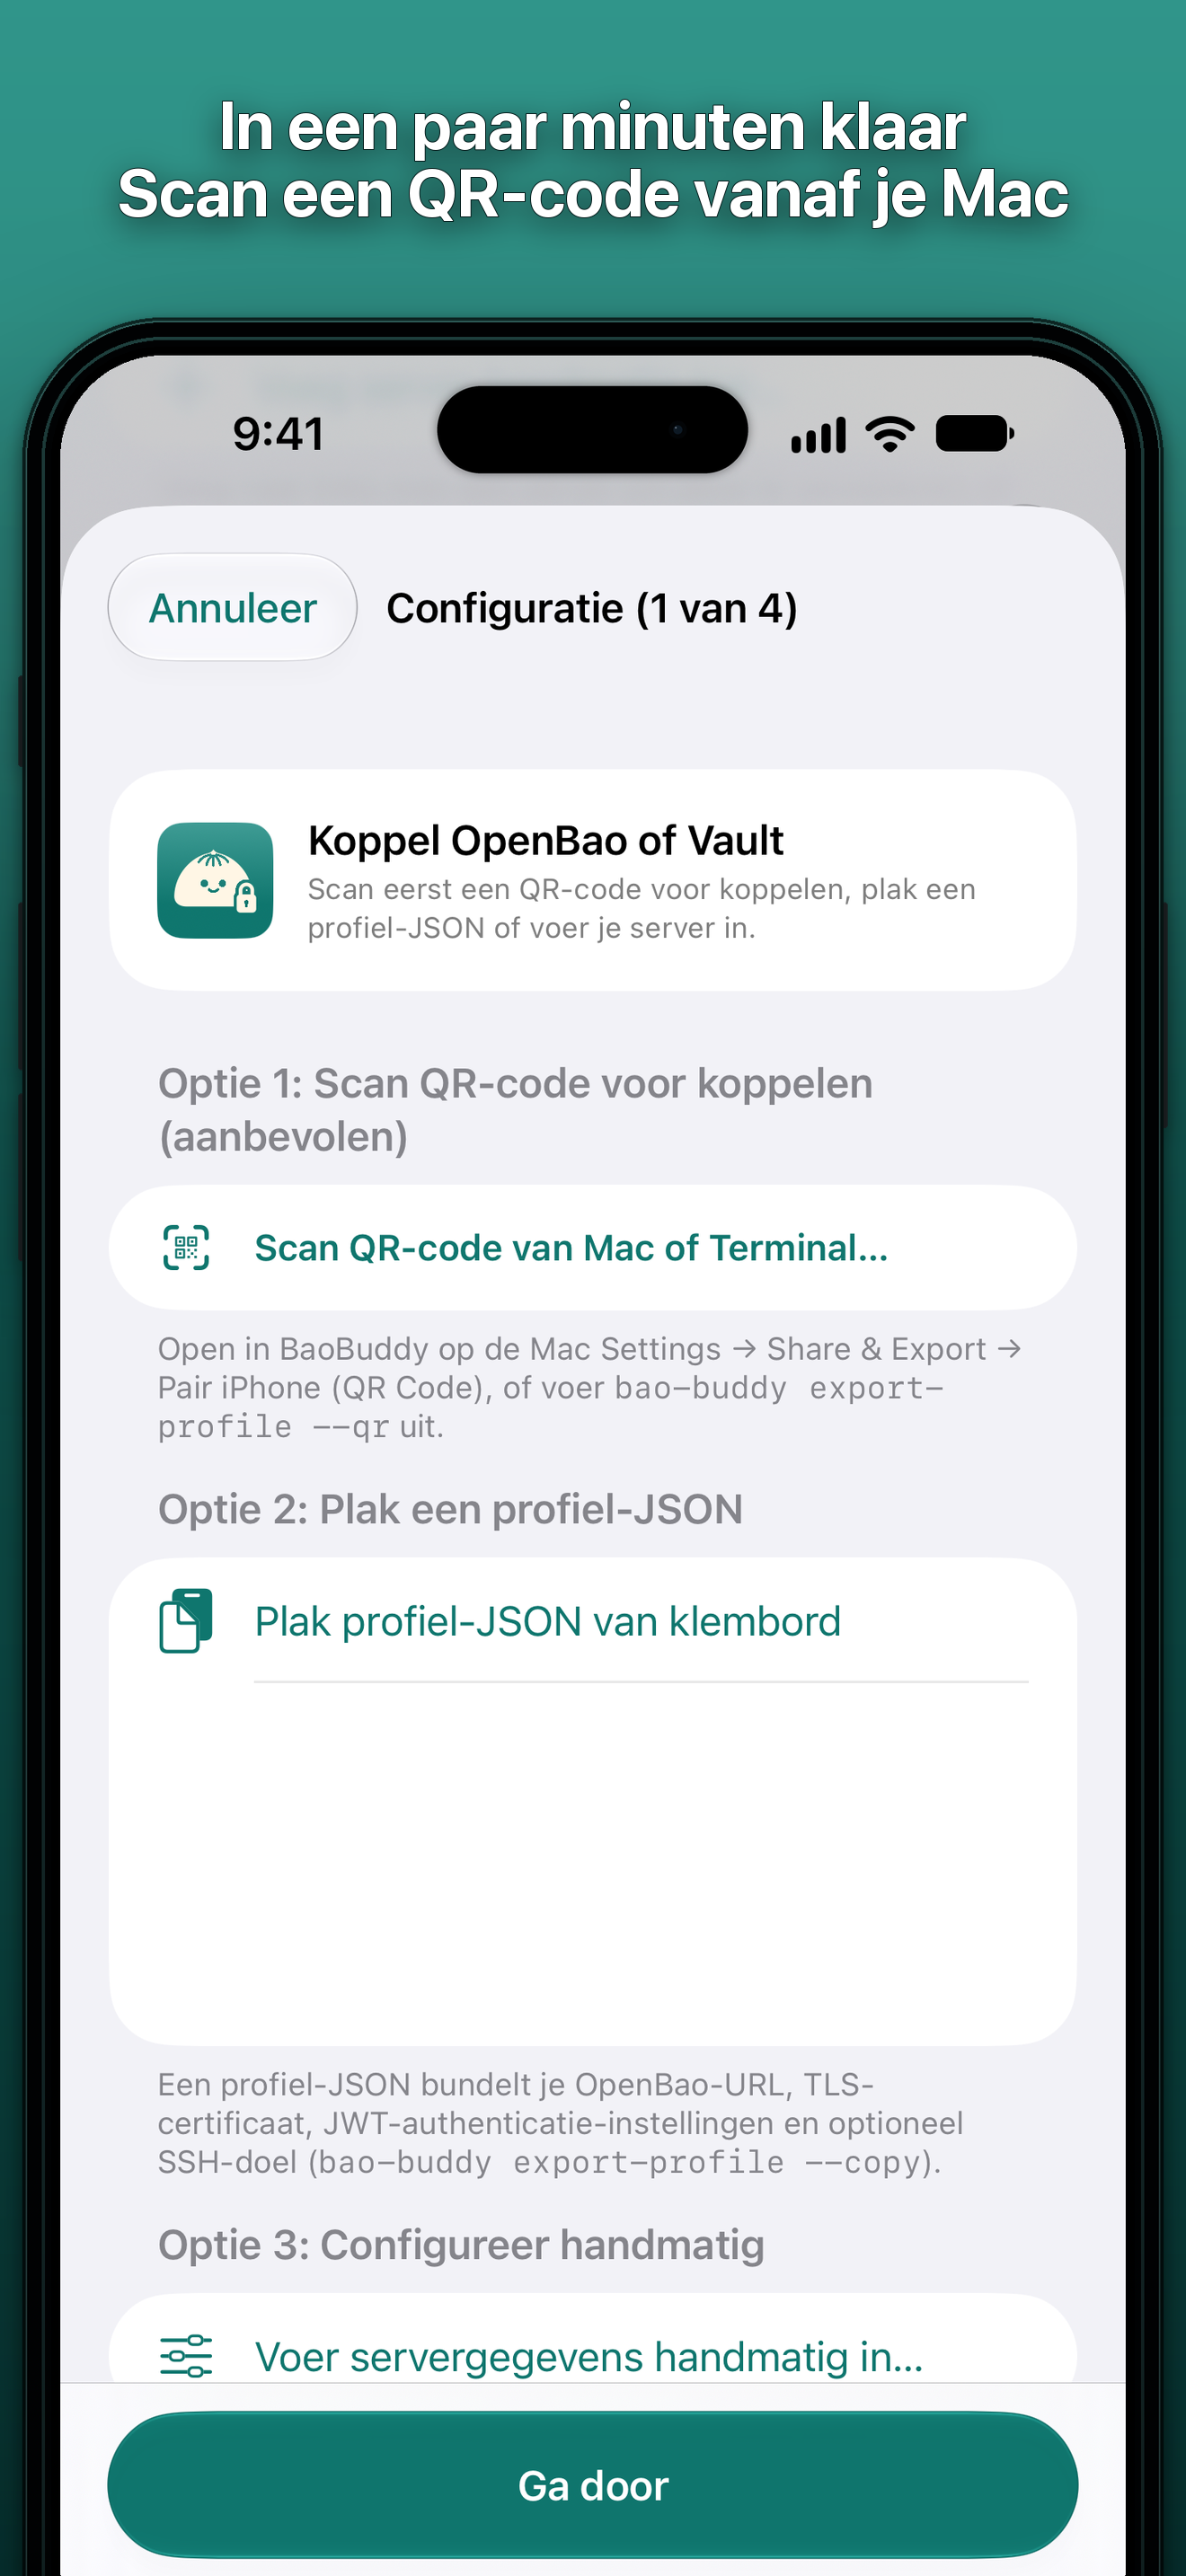 In een paar minuten klaar
Scan een QR-code vanaf je Mac
9:41
Annuleer
Configuratie (1 van 4)
Koppel OpenBao of Vault
Scan eerst een QR-code voor koppelen, plak een
profiel-JSON of voer je server in.
Optie 1: Scan QR-code voor koppelen
(aanbevolen)
Scan QR-code van Mac of Terminal...
Open in BaoBuddy op de Mac Settings → Share & Export →
Pair iPhone (QR Code), of voer bao-buddy export-
profile --qr uit.
Optie 2: Plak een profiel-JSON
Plak profiel-JSON van klembord
Een profiel-JSON bundelt je OpenBao-URL, TLS-
certificaat, JWT-authenticatie-instellingen en optioneel
SSH-doel (bao-buddy export-profile --copy).
Optie 3: Configureer handmatig
Voer servergegevens handmatig in...
Ga door